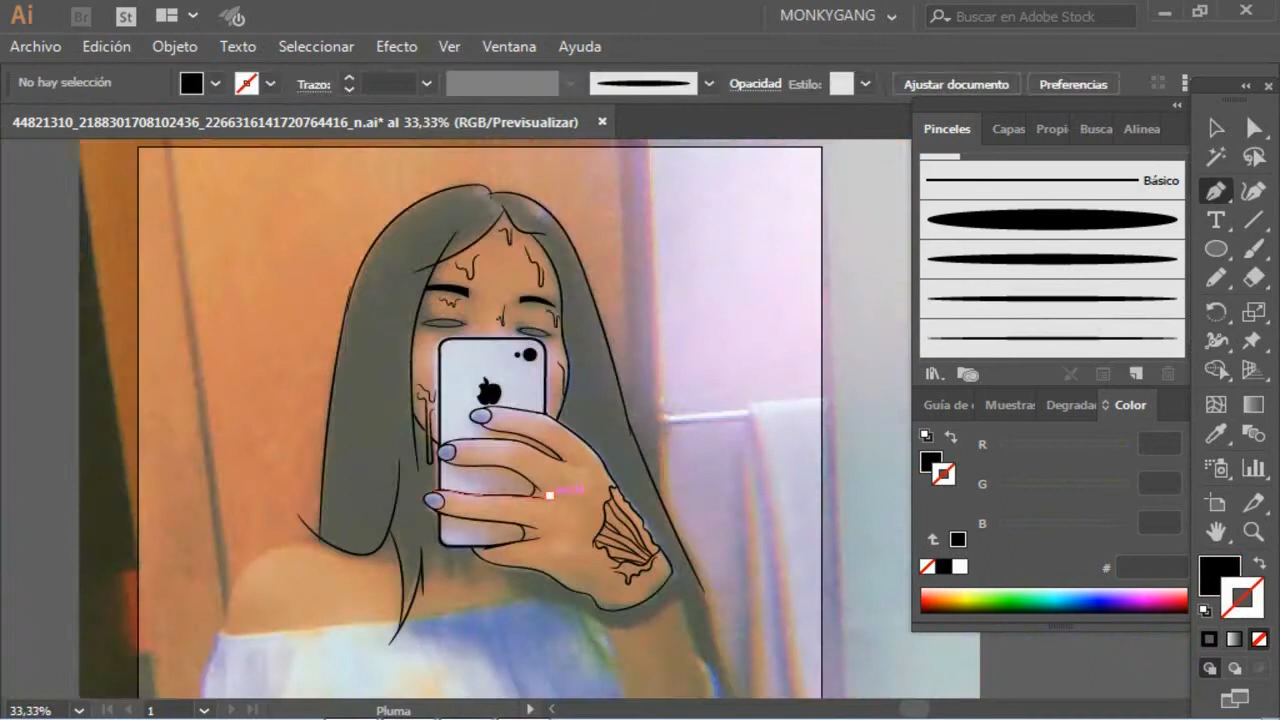 Ai Br St MONKYGANG Buscar en Adobe Stock
Archivo Edición Objeto Texto Seleccionar Efecto Ver Ventana Ayuda
No hay selección Trazo: Opacidad Estilo: Ajustar documento Preferencias
44821310_2188301708102436_2266316141720764416_n.ai* al 33,33% (RGB/Previsualizar)
Pinceles Capas Propi Busca Alinea
Básico
Guía de Muestras Degradad Color
R
G
B
#
33,33% 1 Pluma